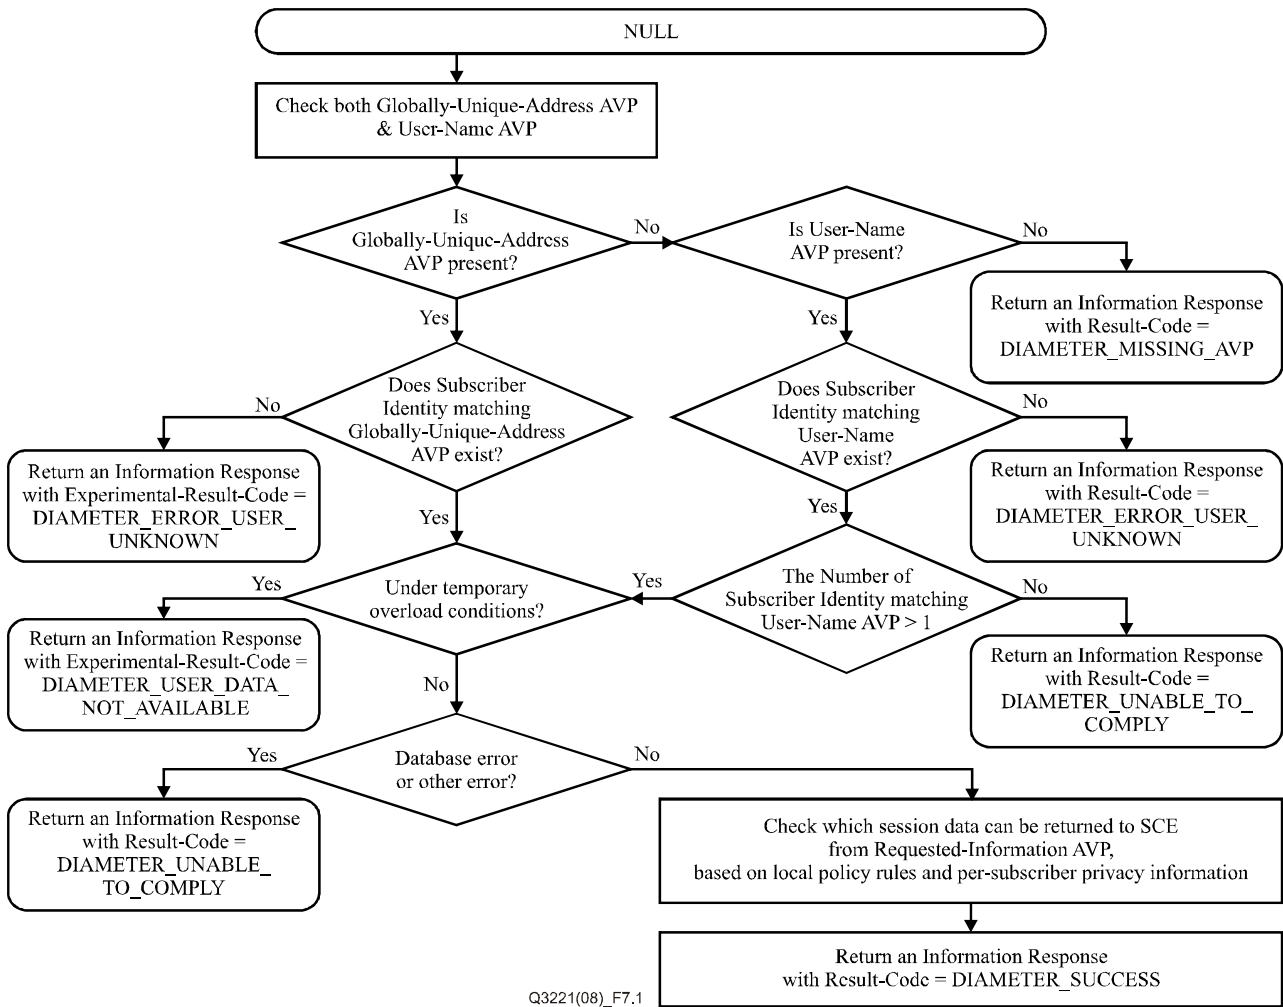 NULL
Check both Globally-Unique-Address AVP
& User-Name AVP
Is
Globally-Unique-Address
AVP present?
No
Is User-Name
AVP present?
No
Return an Information Response
with Result-Code =
DIAMETER_MISSING_AVP
Yes
Yes
Does Subscriber
Identity matching
Globally-Unique-Address
AVP exist?
No
Does Subscriber
Identity matching
User-Name
AVP exist?
No
Return an Information Response
with Experimental-Result-Code =
DIAMETER_ERROR_USER_
UNKNOWN
Return an Information Response
with Result-Code =
DIAMETER_ERROR_USER_
UNKNOWN
Yes
Yes
Yes
Under temporary
overload conditions?
Yes
The Number of
Subscriber Identity matching
User-Name AVP > 1
No
Return an Information Response
with Experimental-Result-Code =
DIAMETER_USER_DATA_
NOT_AVAILABLE
Return an Information Response
with Result-Code =
DIAMETER_UNABLE_TO_
COMPLY
No
Yes
Database error
or other error?
No
Return an Information Response
with Result-Code =
DIAMETER_UNABLE_
TO_COMPLY
Check which session data can be returned to SCE
from Requested-Information AVP,
based on local policy rules and per-subscriber privacy information
Return an Information Response
with Result-Code = DIAMETER_SUCCESS
Q3221(08)_F7.1